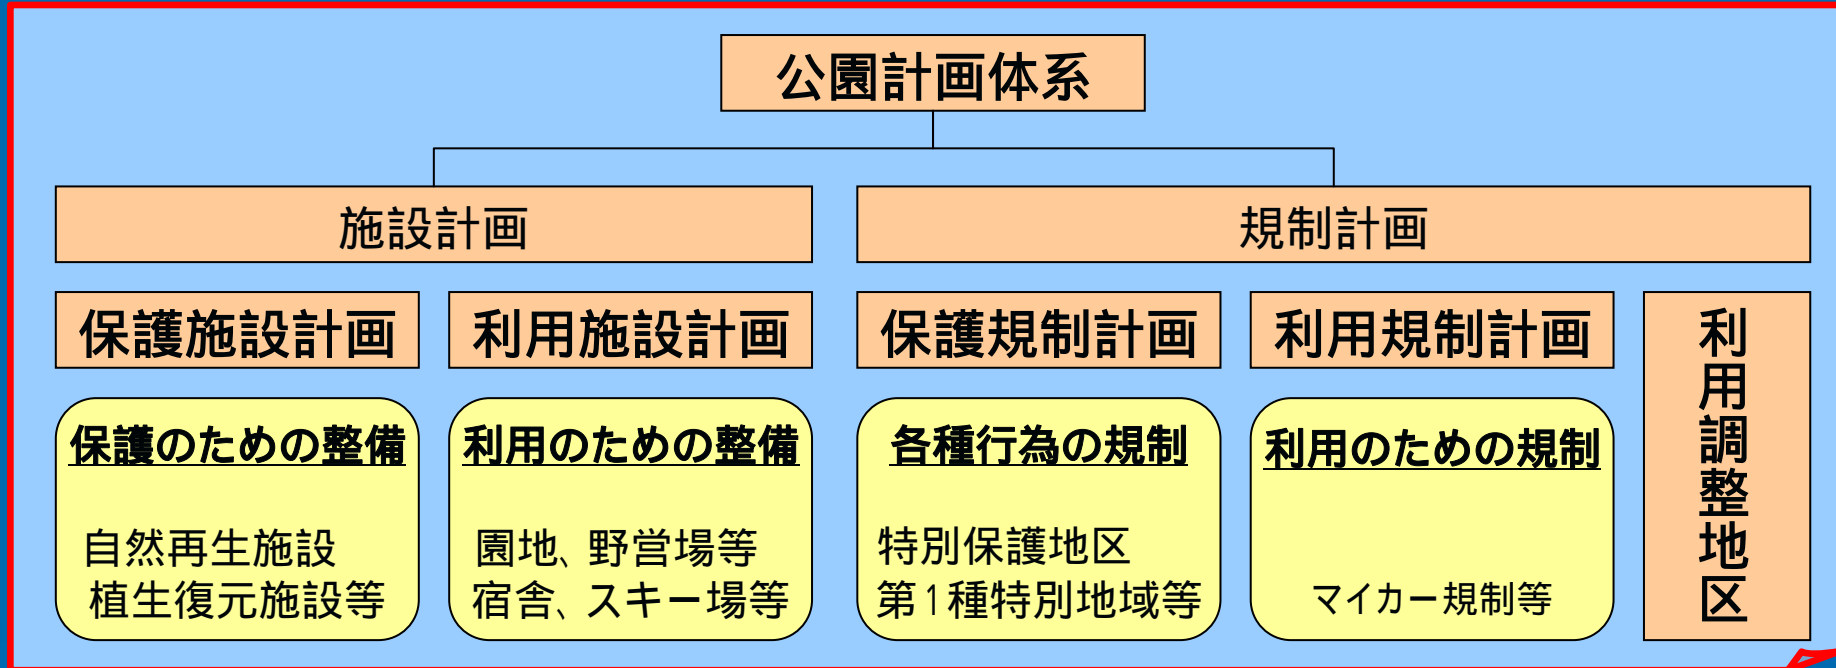 公園計画体系
施設計画
規制計画
保護施設計画
利用施設計画
保護規制計画
利用規制計画
利用調整地区
保護のための整備
自然再生施設
植生復元施設等
利用のための整備
園地、野営場等
宿舎、スキー場等
各種行為の規制
特別保護地区
第1種特別地域等
利用のための規制
マイカー規制等